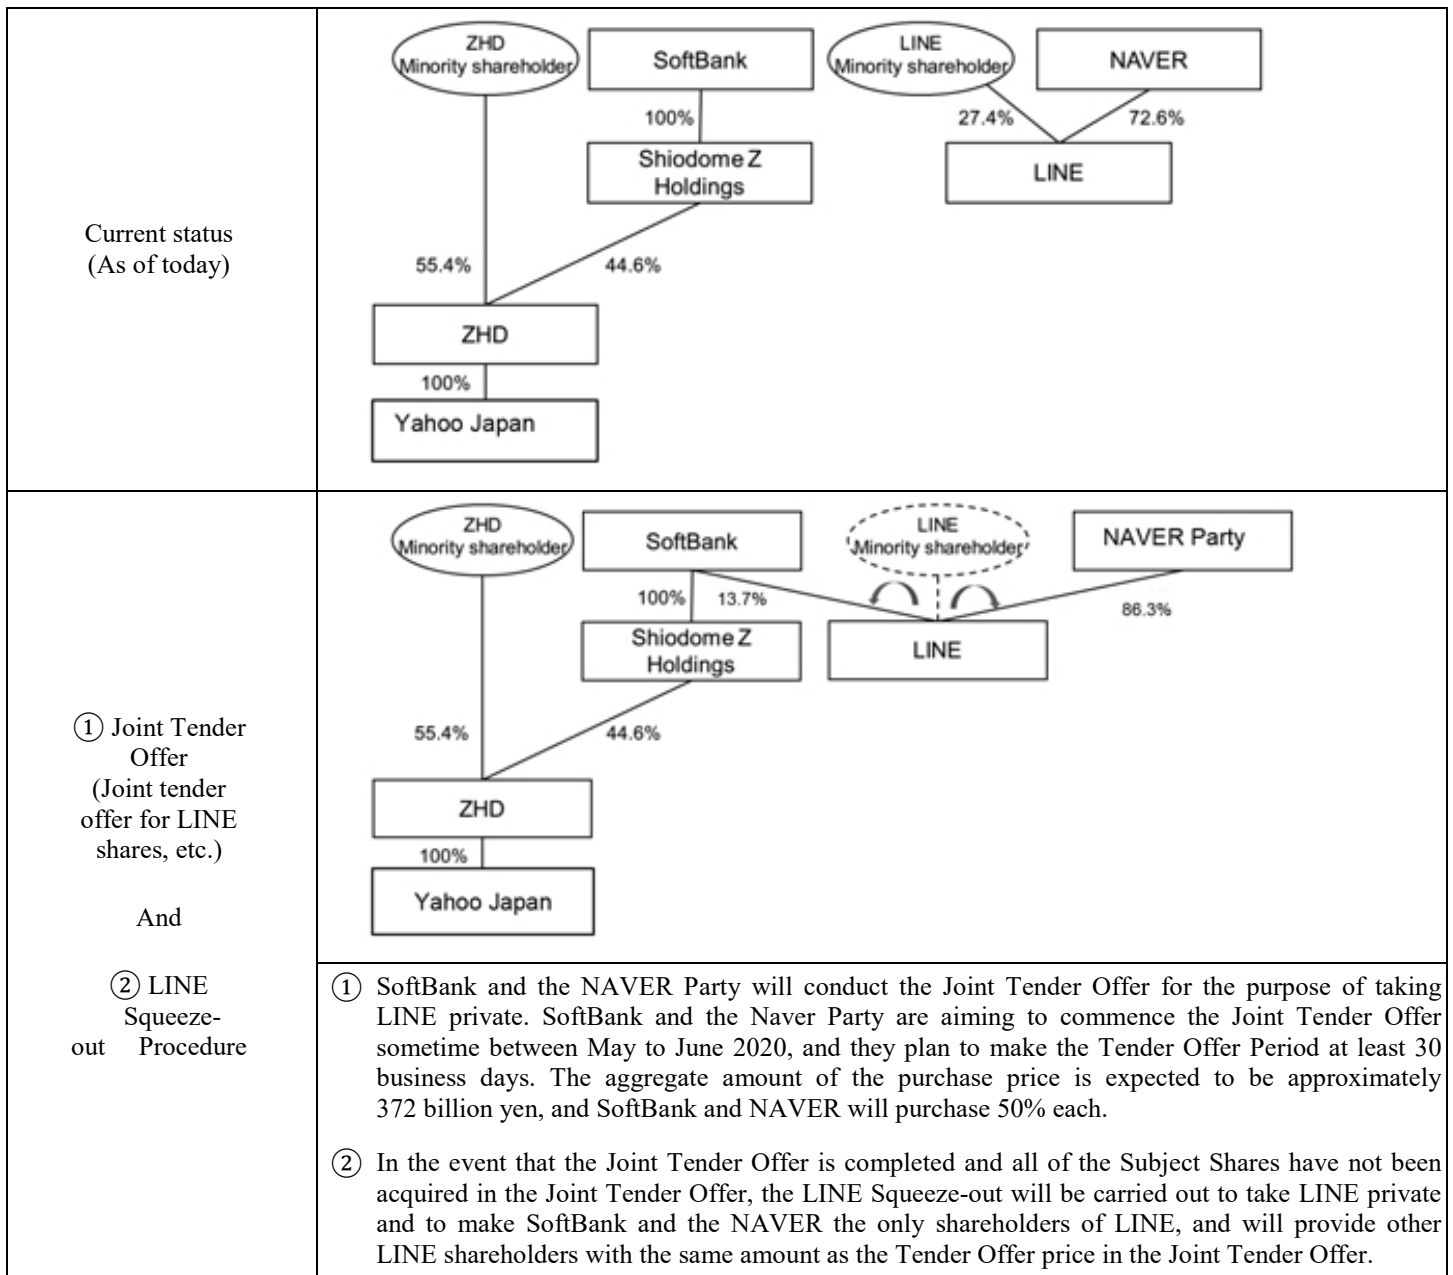 Current status
(As of today)
ZHD
Minority shareholder
SoftBank
LINE
Minority shareholder
NAVER
100%
27.4%
72.6%
Shiodome Z
Holdings
LINE
55.4%
44.6%
ZHD
100%
Yahoo Japan
① Joint Tender
Offer
(Joint tender
offer for LINE
shares, etc.)
And
② LINE
Squeeze-
out Procedure
ZHD
Minority shareholder
SoftBank
LINE
Minority shareholder
NAVER Party
100%
13.7%
86.3%
Shiodome Z
Holdings
LINE
55.4%
44.6%
ZHD
100%
Yahoo Japan
① SoftBank and the NAVER Party will conduct the Joint Tender Offer for the purpose of taking
LINE private. SoftBank and the Naver Party are aiming to commence the Joint Tender Offer
sometime between May to June 2020, and they plan to make the Tender Offer Period at least 30
business days. The aggregate amount of the purchase price is expected to be approximately
372 billion yen, and SoftBank and NAVER will purchase 50% each.
② In the event that the Joint Tender Offer is completed and all of the Subject Shares have not been
acquired in the Joint Tender Offer, the LINE Squeeze-out will be carried out to take LINE private
and to make SoftBank and the NAVER the only shareholders of LINE, and will provide other
LINE shareholders with the same amount as the Tender Offer price in the Joint Tender Offer.